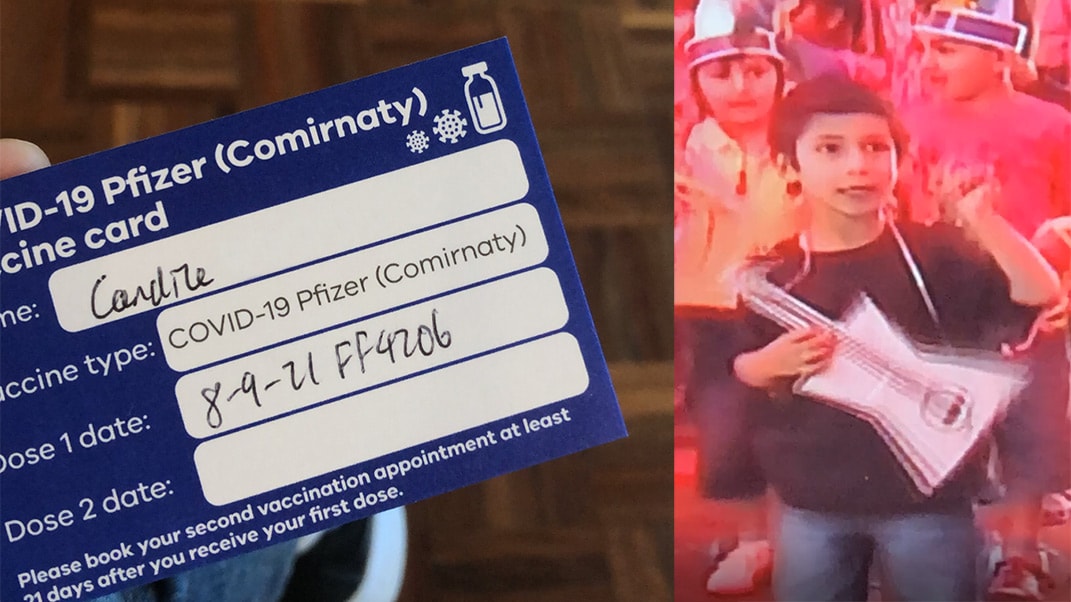 VID-19 Pfizer (Comirnaty)
cine card
me: Candize
ccine type: COVID-19 Pfizer (Comirnaty)
Dose 1 date: 8-9-21 FF4206
Dose 2 date:
Please book your second vaccination appointment at least
21 days after you receive your first dose.